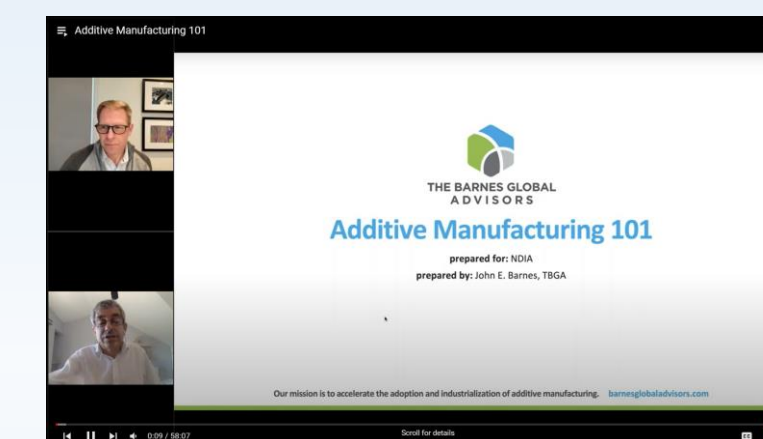 Additive Manufacturing 101
THE BARNES GLOBAL
ADVISORS
Additive Manufacturing 101
prepared for: NDIA
prepared by: John E. Barnes, TBGA
Our mission is to accelerate the adoption and industrialization of additive manufacturing. barnesglobaladvisors.com
0:09 / 58:07
Scroll for details
CC